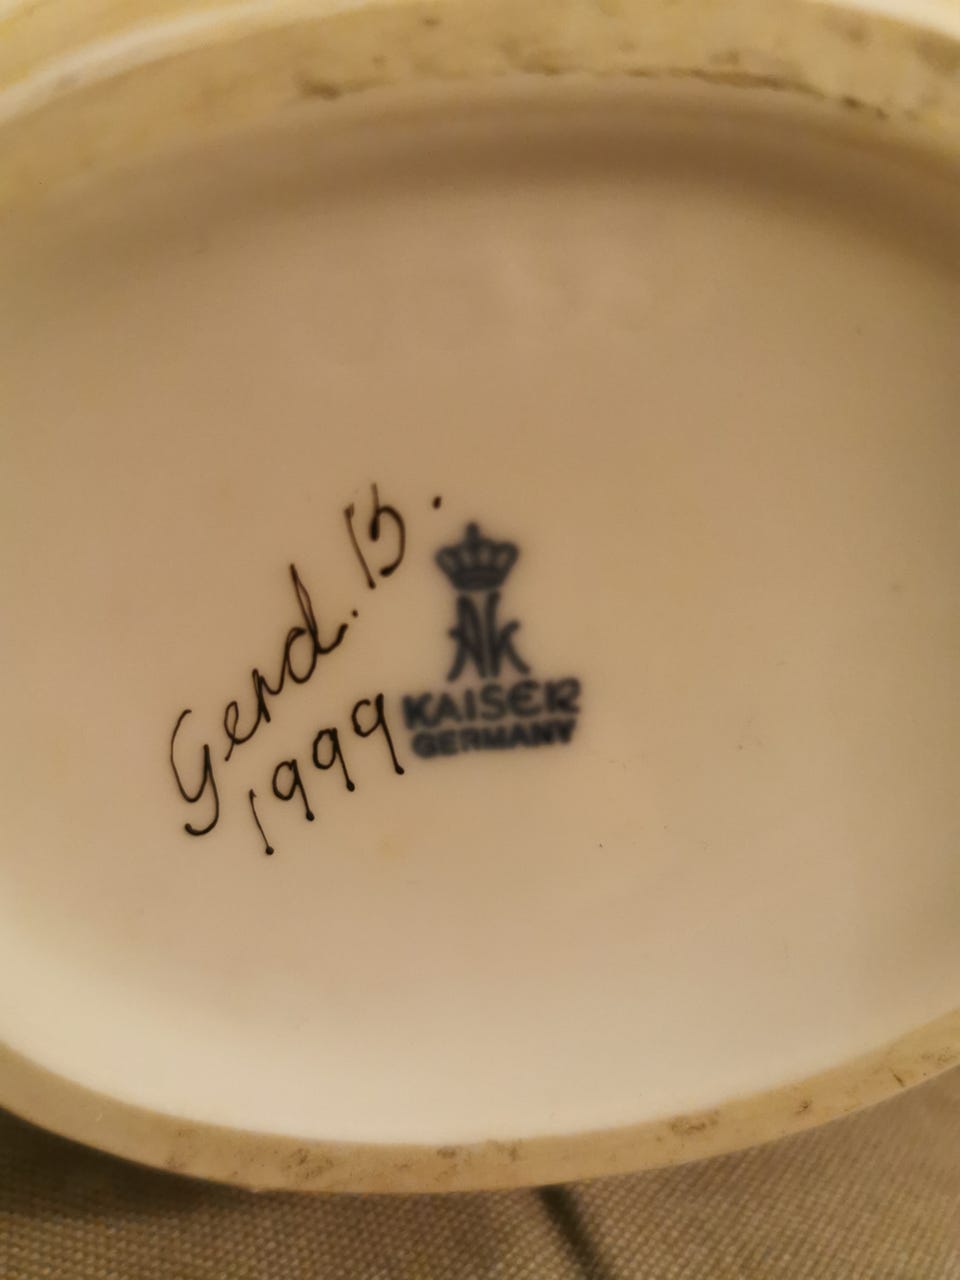 Gerd. B.
1999
AK
KAISER
GERMANY